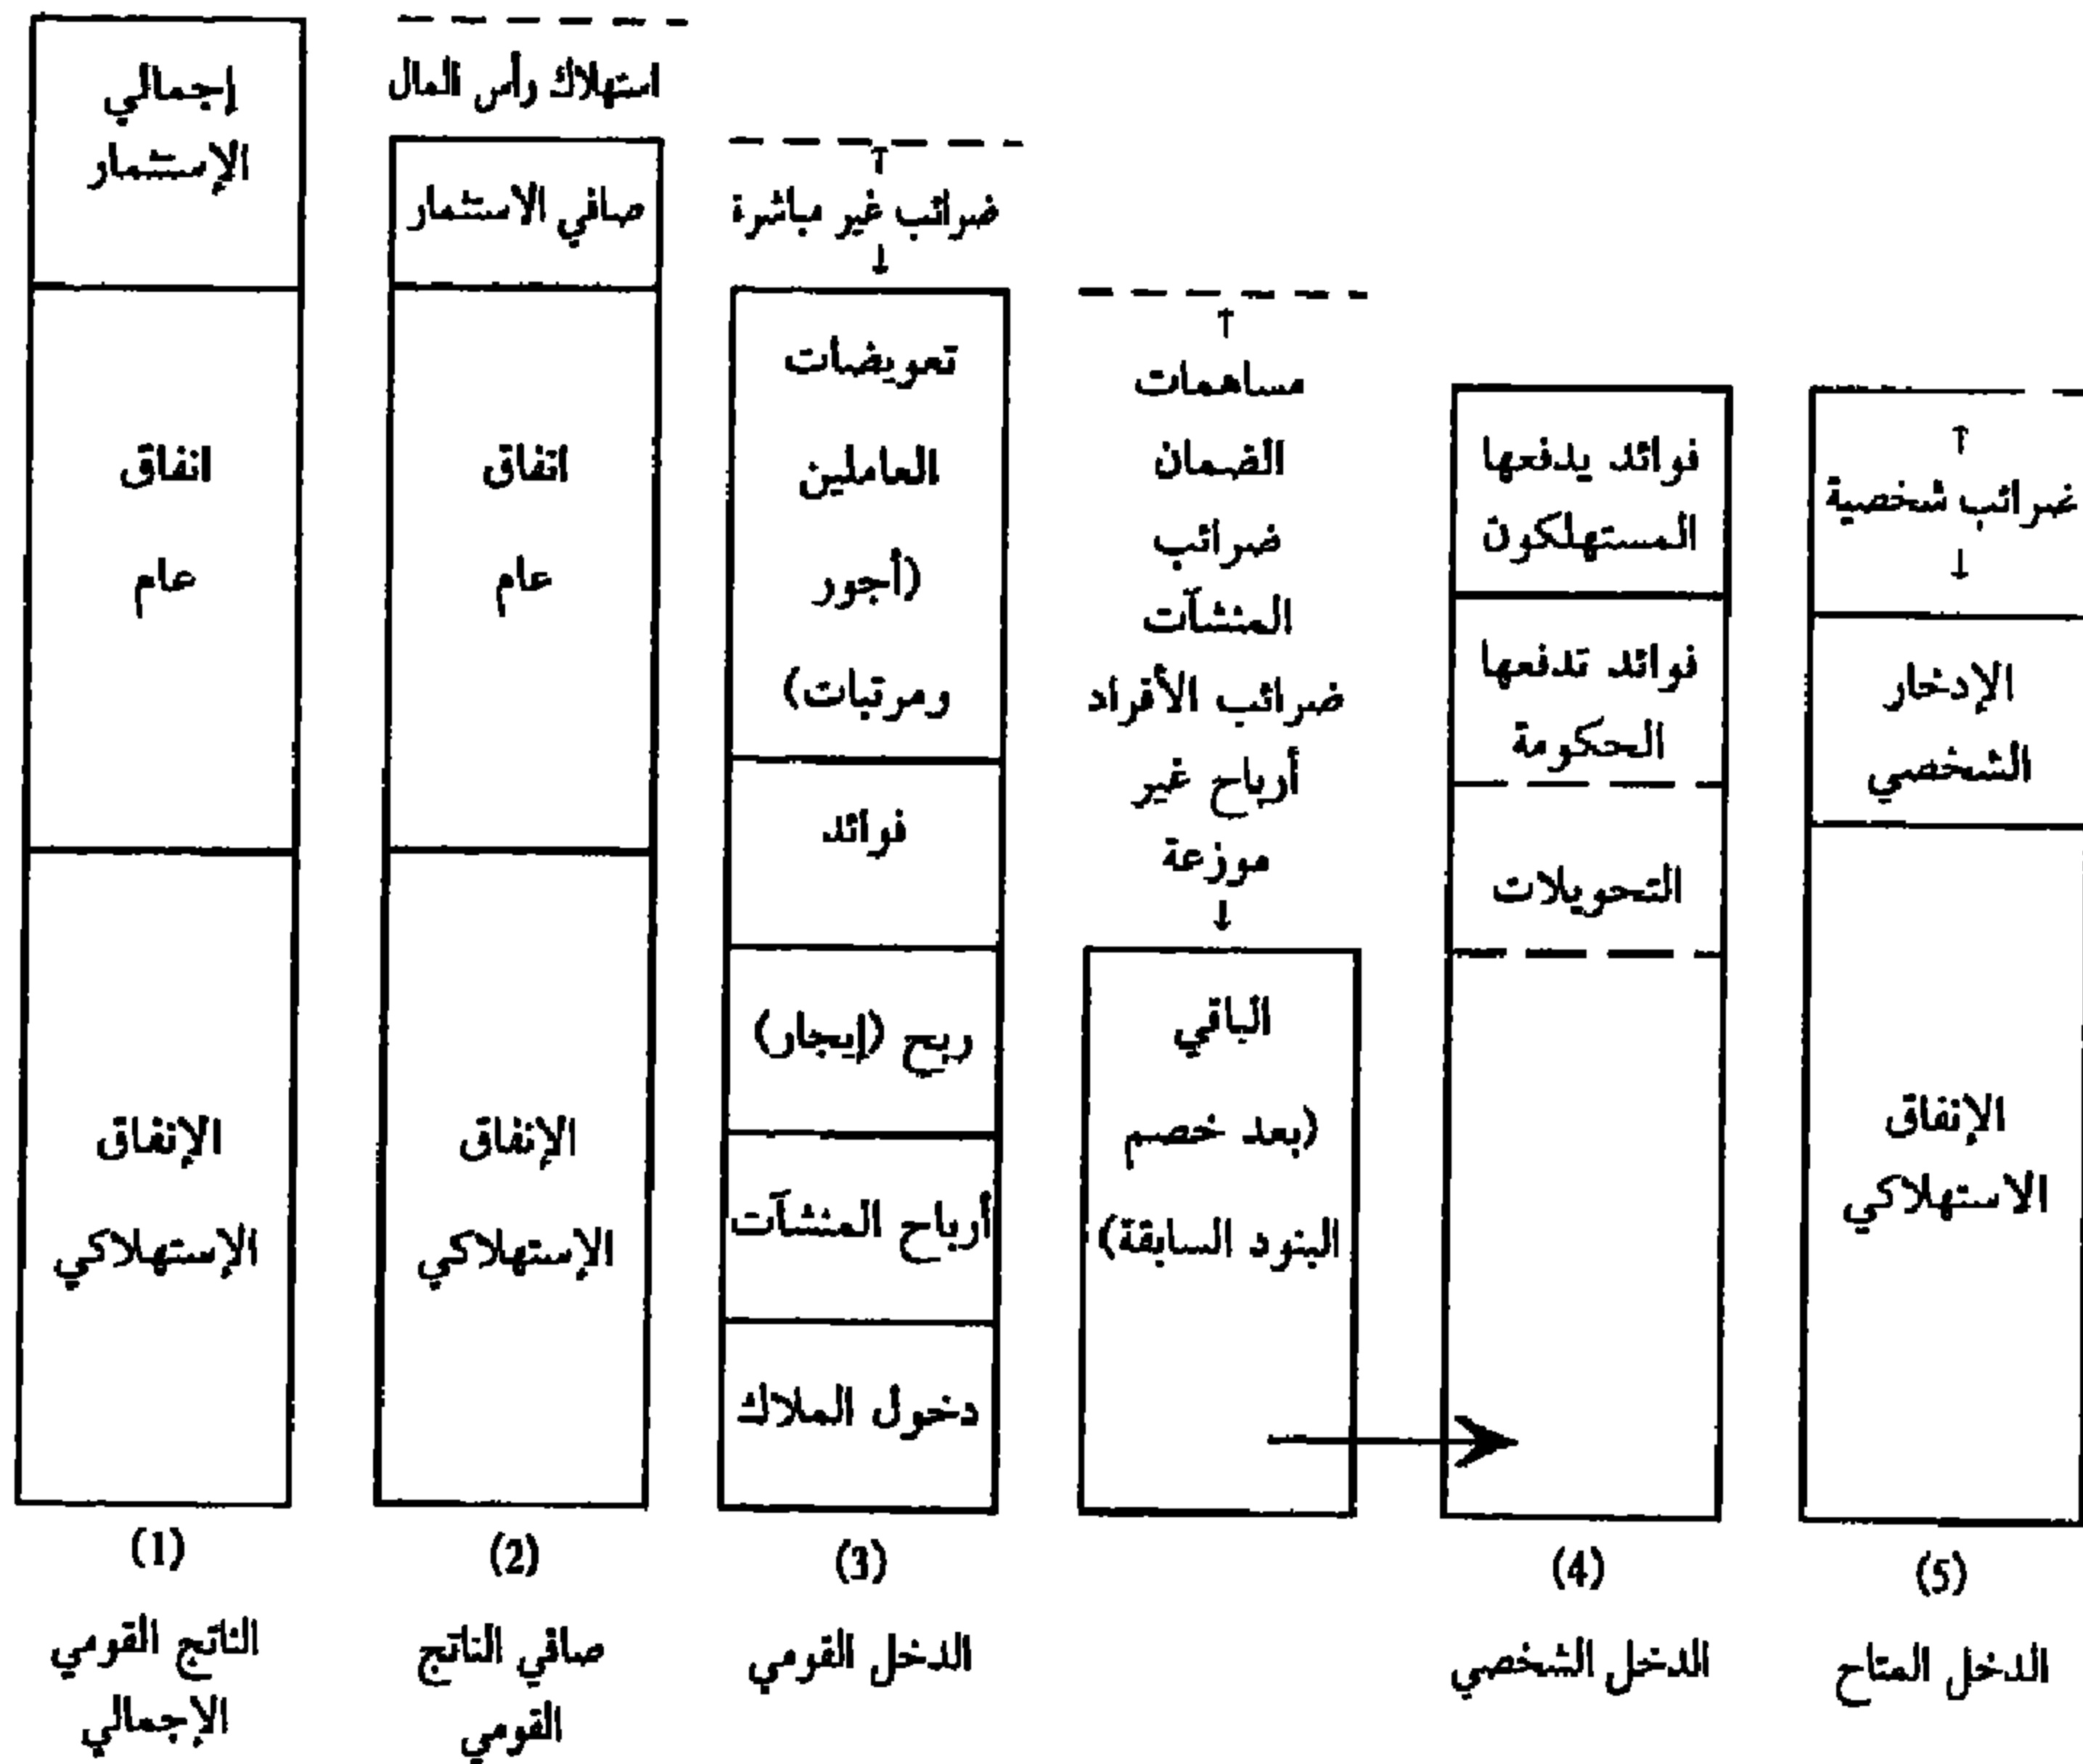 إجمالي
الإستثمار
انفاق
عام
الإنفاق
الإستهلاكي
(1)
الناتج القومي
الإجمالي
استهلاك رأس المال
صافي الاستثمار
انفاق
عام
الإنفاق
الإستهلاكي
(2)
صافي الناتج
القومي
ضرائب غير مباشرة
تعويضات
العاملين
(أجور
ومرتبات)
فوائد
ريع (إيجار)
أرباح المنشآت
دخول الملاك
(3)
الدخل القومي
مساهمات
الضمان
ضرائب
المنشآت
ضرائب الأفراد
أرباح غير
موزعة
الباقي
(بعد خصم
البنود السابقة)
فوائد يدفعها
المستهلكون
فوائد تدفعها
الحكومة
التحويلات
(4)
الدخل الشخصي
ضرائب شخصية
الإدخار
الشخصي
الإنفاق
الاستهلاكي
(5)
الدخل المتاح